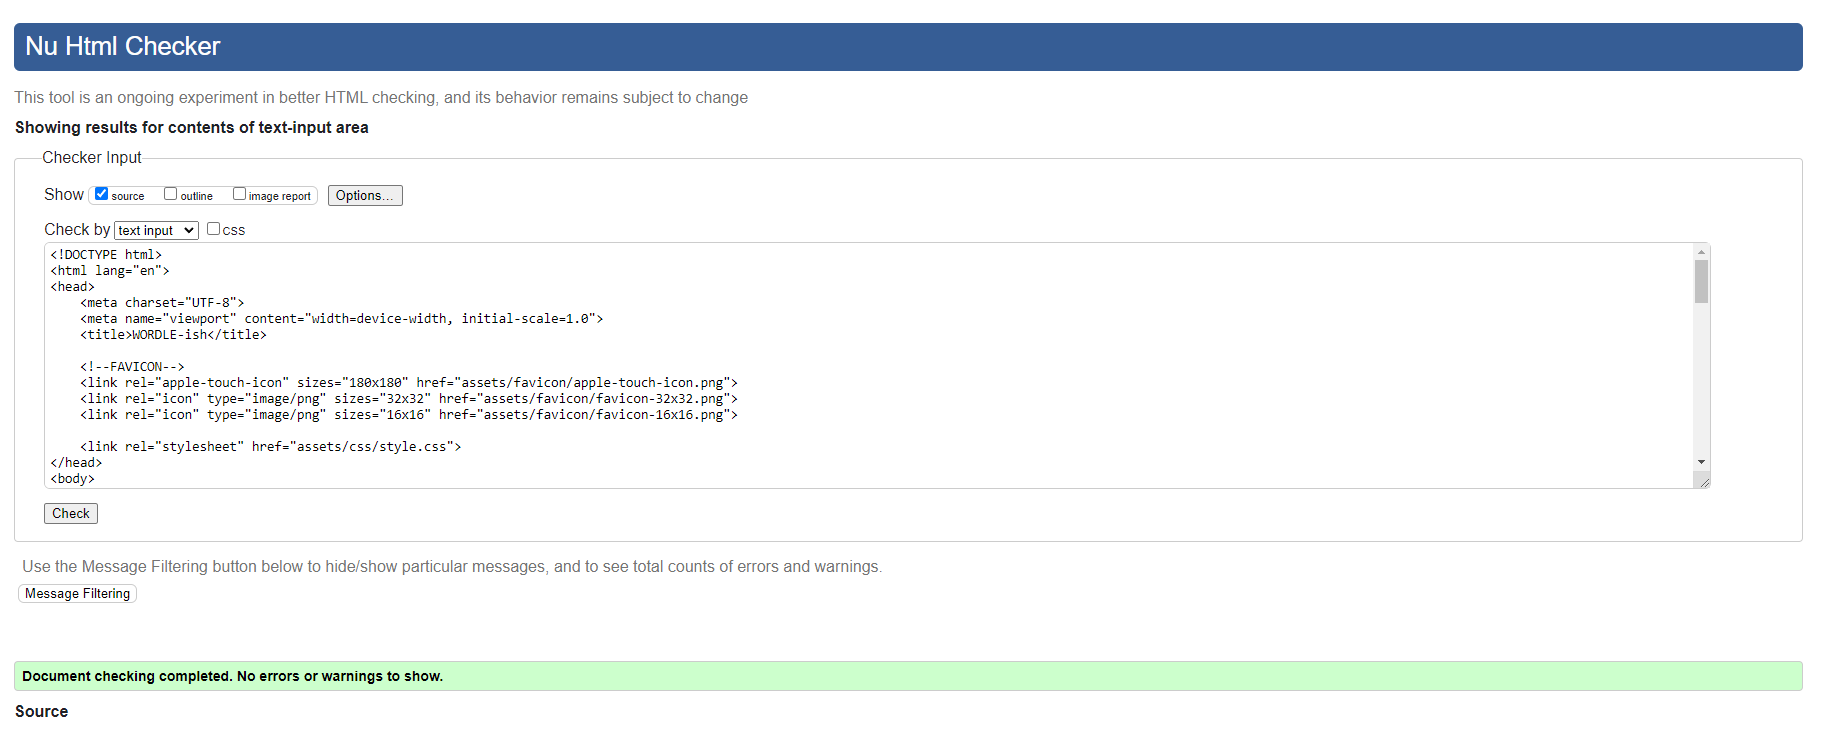 Nu Html Checker
This tool is an ongoing experiment in better HTML checking, and its behavior remains subject to change
Showing results for contents of text-input area
Checker Input
Show source outline image report Options...
Check by text input css
<!DOCTYPE html>
<html lang="en">
<head>
    <meta charset="UTF-8">
    <meta name="viewport" content="width=device-width, initial-scale=1.0">
    <title>WORDLE-ish</title>
    <!--FAVICON-->
    <link rel="apple-touch-icon" sizes="180x180" href="assets/favicon/apple-touch-icon.png">
    <link rel="icon" type="image/png" sizes="32x32" href="assets/favicon/favicon-32x32.png">
    <link rel="icon" type="image/png" sizes="16x16" href="assets/favicon/favicon-16x16.png">
    <link rel="stylesheet" href="assets/css/style.css">
</head>
<body>
Check
Use the Message Filtering button below to hide/show particular messages, and to see total counts of errors and warnings.
Message Filtering
Document checking completed. No errors or warnings to show.
Source